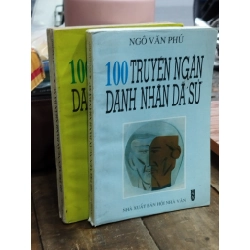 NGÔ VĂN PHÚ
100 TRUYỆN NGẮN
DANH NHÂN DÃ SỬ
NHÀ XUẤT BẢN HỘI NHÀ VĂN
100
DA